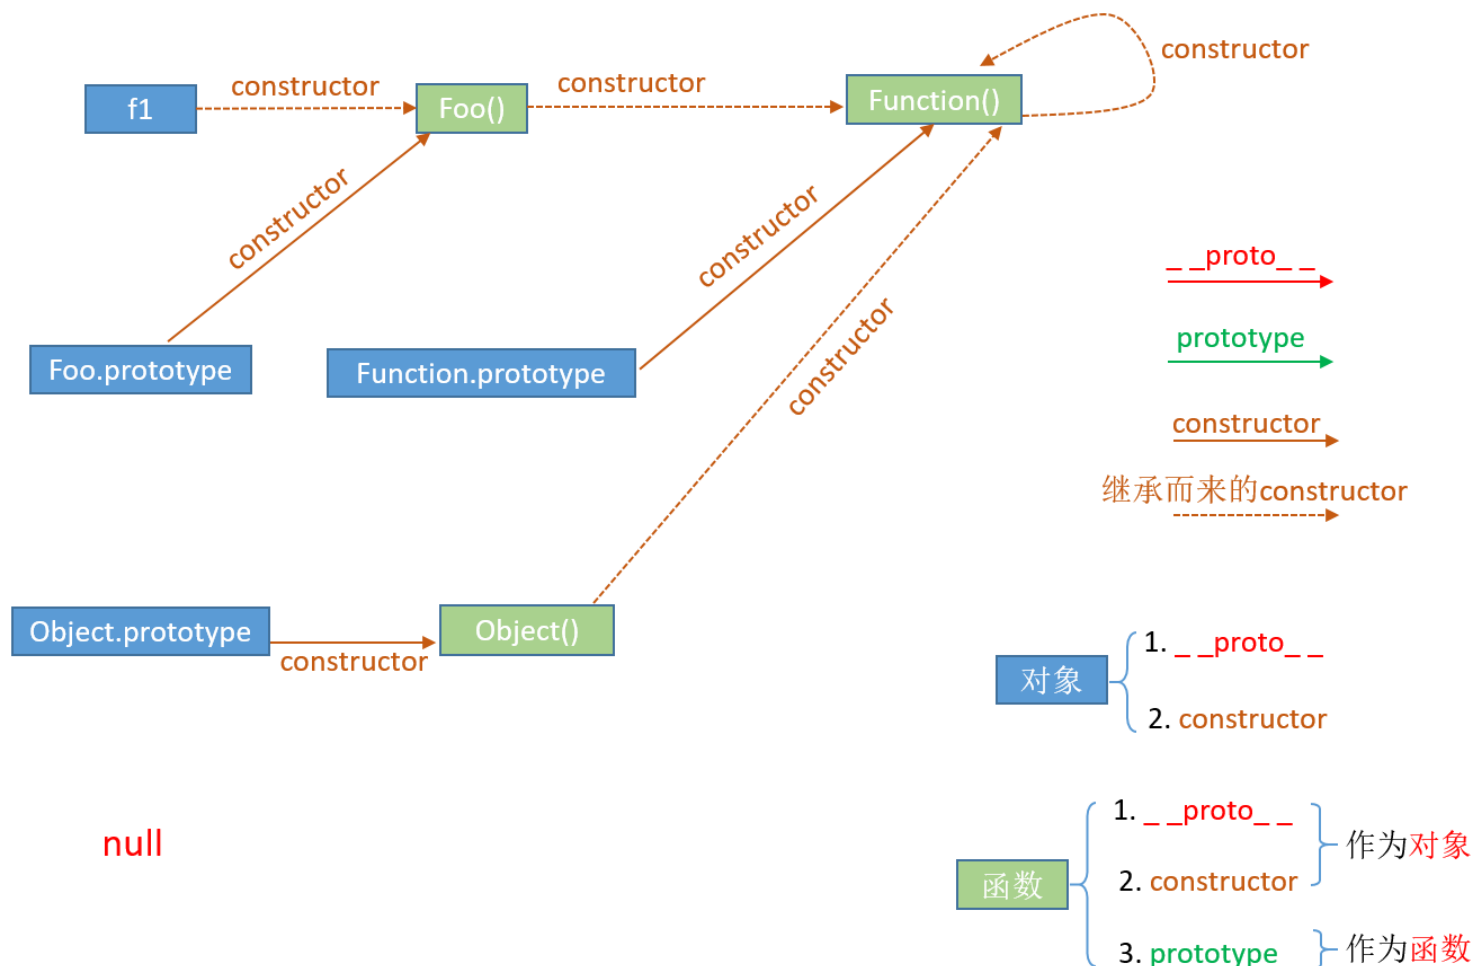 constructor
f1
constructor
Foo()
constructor
Function()
constructor
constructor
__proto__
prototype
constructor
Foo.prototype
Function.prototype
constructor
继承而来的constructor
Object.prototype
constructor
Object()
对象
1. __proto__
2. constructor
null
函数
1. __proto__
2. constructor
作为对象
3. prototype
作为函数